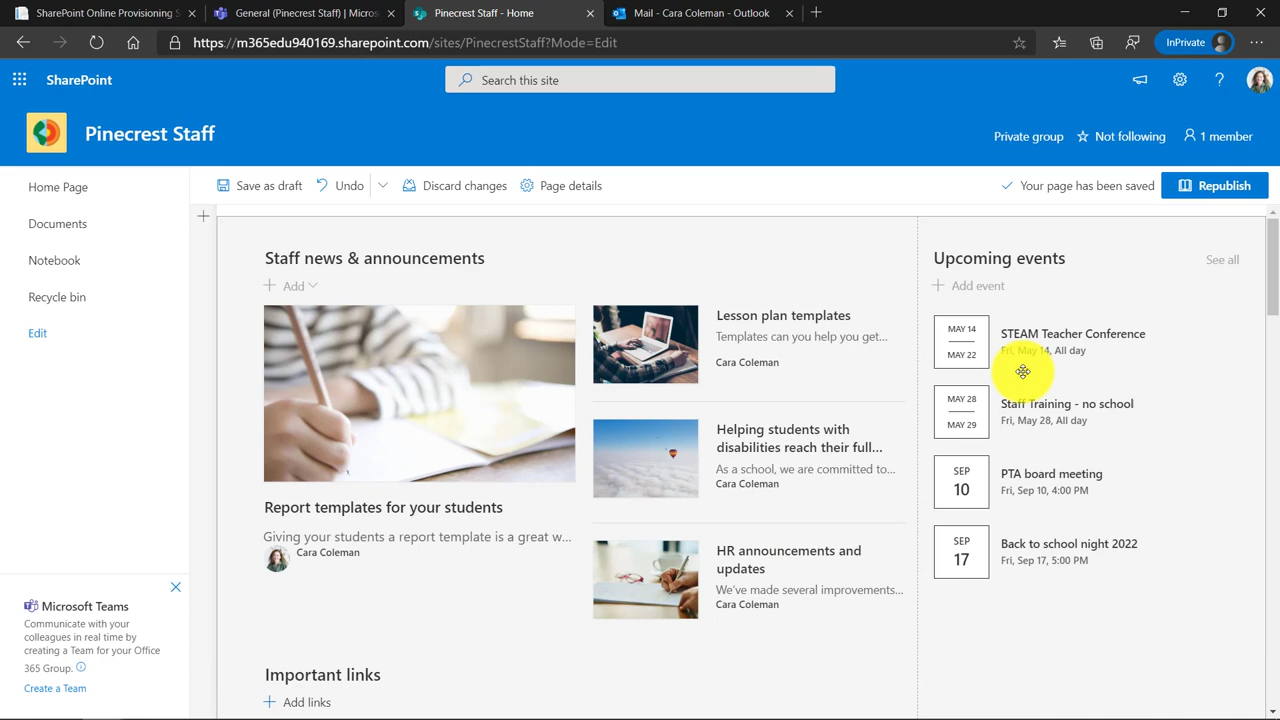 SharePoint Online Provisioning S
General (Pinecrest Staff) | Micros
Pinecrest Staff - Home
Mail - Cara Coleman - Outlook
https://m365edu940169.sharepoint.com/sites/PinecrestStaff?Mode=Edit
InPrivate
SharePoint
Search this site
Pinecrest Staff
Private group
Not following
1 member
Home Page
Documents
Notebook
Recycle bin
Edit
Save as draft
Undo
Discard changes
Page details
Your page has been saved
Republish
Staff news & announcements
Add
Report templates for your students
Giving your students a report template is a great w...
Cara Coleman
Lesson plan templates
Templates can you help you get...
Cara Coleman
Helping students with
disabilities reach their full...
As a school, we are committed to...
Cara Coleman
HR announcements and
updates
We've made several improvements...
Cara Coleman
Upcoming events
See all
Add event
MAY 14
MAY 22
STEAM Teacher Conference
Fri, May 14, All day
MAY 28
MAY 29
Staff Training - no school
Fri, May 28, All day
SEP
10
PTA board meeting
Fri, Sep 10, 4:00 PM
SEP
17
Back to school night 2022
Fri, Sep 17, 5:00 PM
Important links
Add links
Microsoft Teams
Communicate with your
colleagues in real time by
creating a Team for your Office
365 Group.
Create a Team